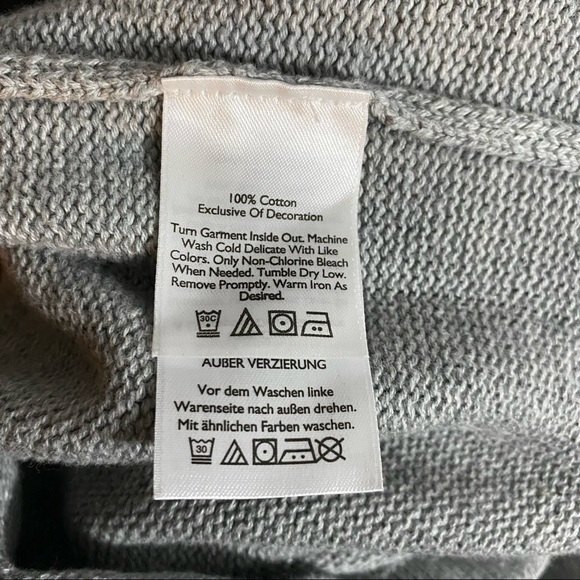 100% Cotton
Exclusive Of Decoration
Turn Garment Inside Out. Machine
Wash Cold Delicate With Like
Colors. Only Non-Chlorine Bleach
When Needed. Tumble Dry Low.
Remove Promptly. Warm Iron As
Desired.
30C
AUßER VERZIERUNG
Vor dem Waschen linke
Warenseite nach außen drehen.
Mit ähnlichen Farben waschen.
30